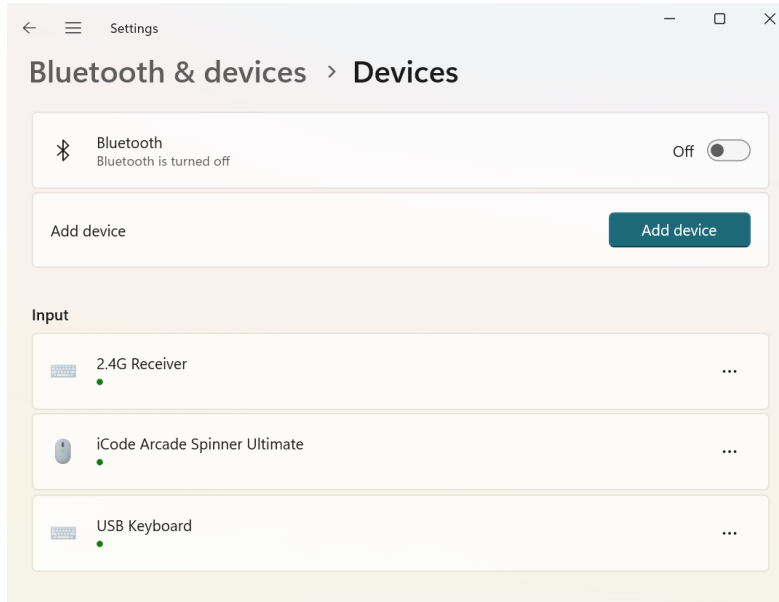 Settings
Bluetooth & devices > Devices
Bluetooth
Bluetooth is turned off
Off
Add device
Add device
Input
2.4G Receiver
iCode Arcade Spinner Ultimate
USB Keyboard